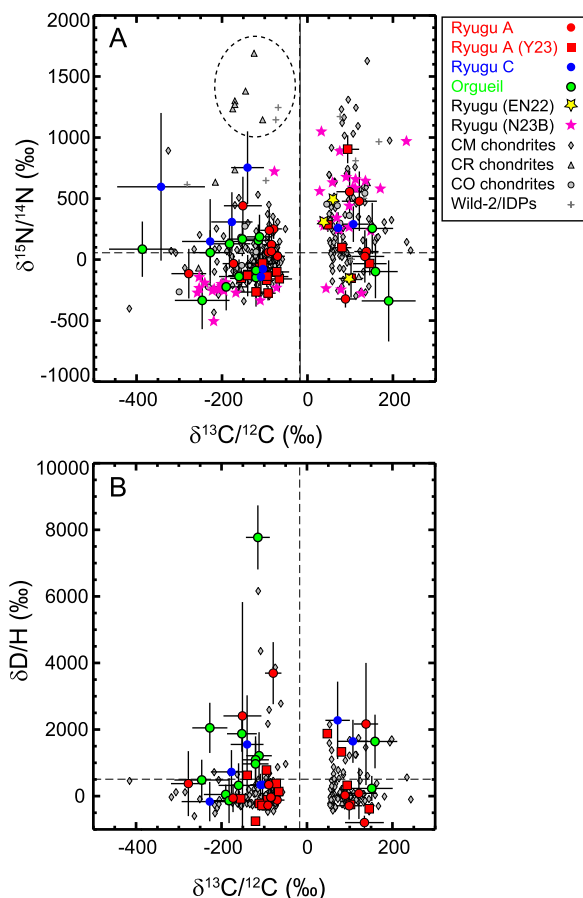 A
2000
1500
1000
500
0
-500
-1000
δ15N/14N (‰)
-400
-200
0
200
δ13C/12C (‰)
Ryugu A
Ryugu A (Y23)
Ryugu C
Orgueil
Ryugu (EN22)
Ryugu (N23B)
CM chondrites
CR chondrites
CO chondrites
Wild-2/IDPs
B
10000
8000
6000
4000
2000
0
δD/H (‰)
-400
-200
0
200
δ13C/12C (‰)